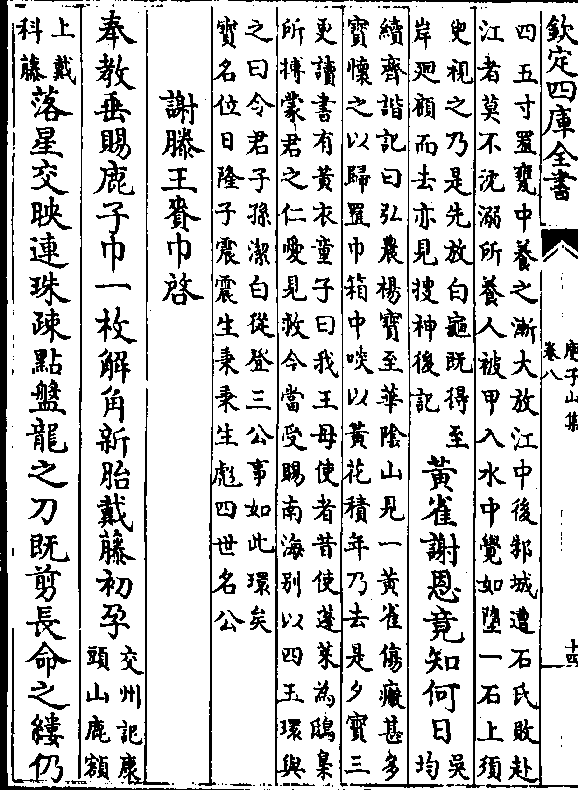 欽定四庫全書
庾子山集
卷八
十四
四五寸置甕中養之漸大放江中後邾城遭石氏敗赴
江者莫不沈溺所養人被甲入水中覺如墮一石上須
臾視之乃是先放白龜既得至
岸迴顧而去亦見搜神後記
黃雀謝恩竟知何日
吳
均
續齊諧記曰弘農楊寶至華陰山見一黃雀傷瘢甚多
寶懷之以歸置巾箱中啖以黃花積年乃去是夕寶三
更讀書有黃衣童子曰我王母使者昔使蓬萊為鴟梟
所搏蒙君之仁愛見救今當受賜南海别以四玉環與
之曰令君子孫潔白從登三公事如此環矣
寶名位日隆子震震生秉秉生彪四世名公
謝滕王賚巾啓
奉教垂賜鹿子巾一枚解角新胎戴藤初孕
交州記康
頭山鹿額
上戴
科藤
落星交映連珠疎點盤龍之刀既剪長命之縷仍